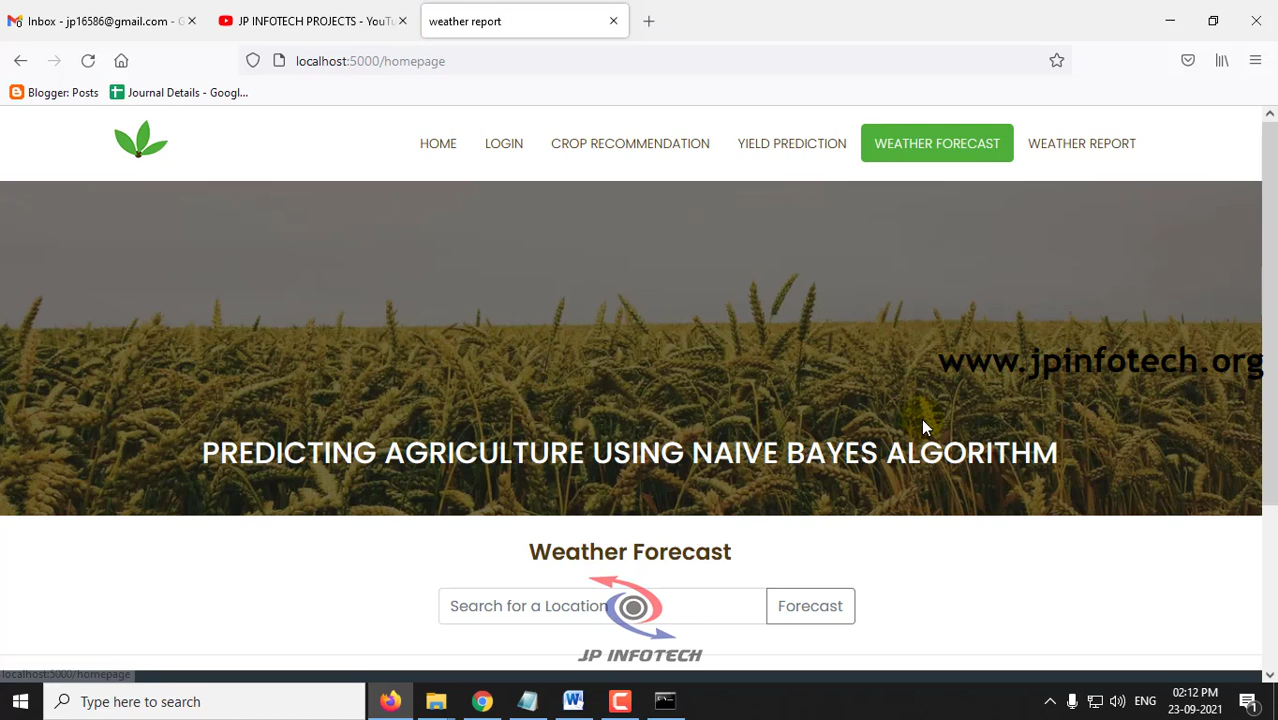 Inbox - jp16586@gmail.com - G
JP INFOTECH PROJECTS - YouTu
weather report
localhost:5000/homepage
Blogger: Posts
Journal Details - Googl...
HOME
LOGIN
CROP RECOMMENDATION
YIELD PREDICTION
WEATHER FORECAST
WEATHER REPORT
www.jpinfotech.org
PREDICTING AGRICULTURE USING NAIVE BAYES ALGORITHM
Weather Forecast
Search for a Location
Forecast
JP INFOTECH
localhost:5000/homepage
Type here to search
ENG
02:12 PM
23-09-2021
1